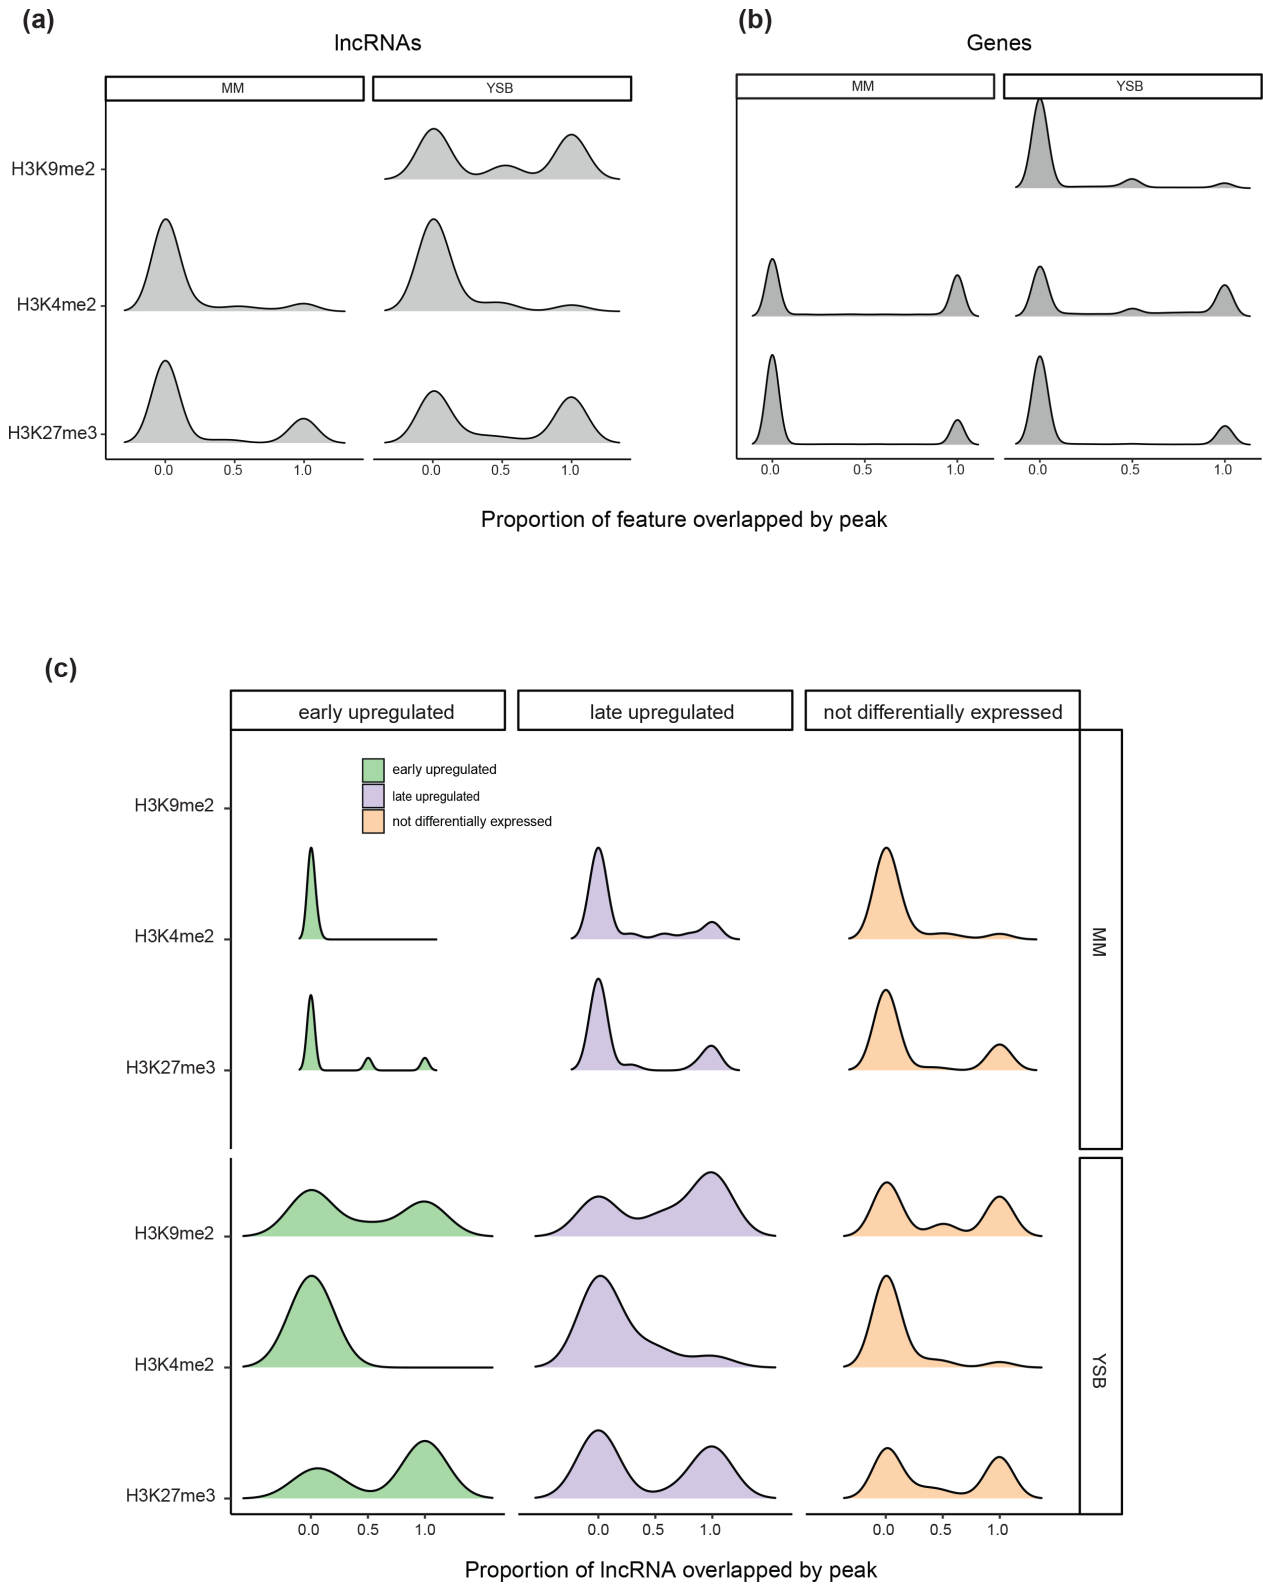 (a)
lncRNAs
MM
YSB
H3K9me2
H3K4me2
H3K27me3
0.0 0.5 1.0
0.0 0.5 1.0
(b)
Genes
MM
YSB
0.0 0.5 1.0
0.0 0.5 1.0
Proportion of feature overlapped by peak
(c)
early upregulated
late upregulated
not differentially expressed
early upregulated
late upregulated
not differentially expressed
H3K9me2
H3K4me2
H3K27me3
MM
H3K9me2
H3K4me2
H3K27me3
YSB
0.0 0.5 1.0
0.0 0.5 1.0
0.0 0.5 1.0
Proportion of lncRNA overlapped by peak